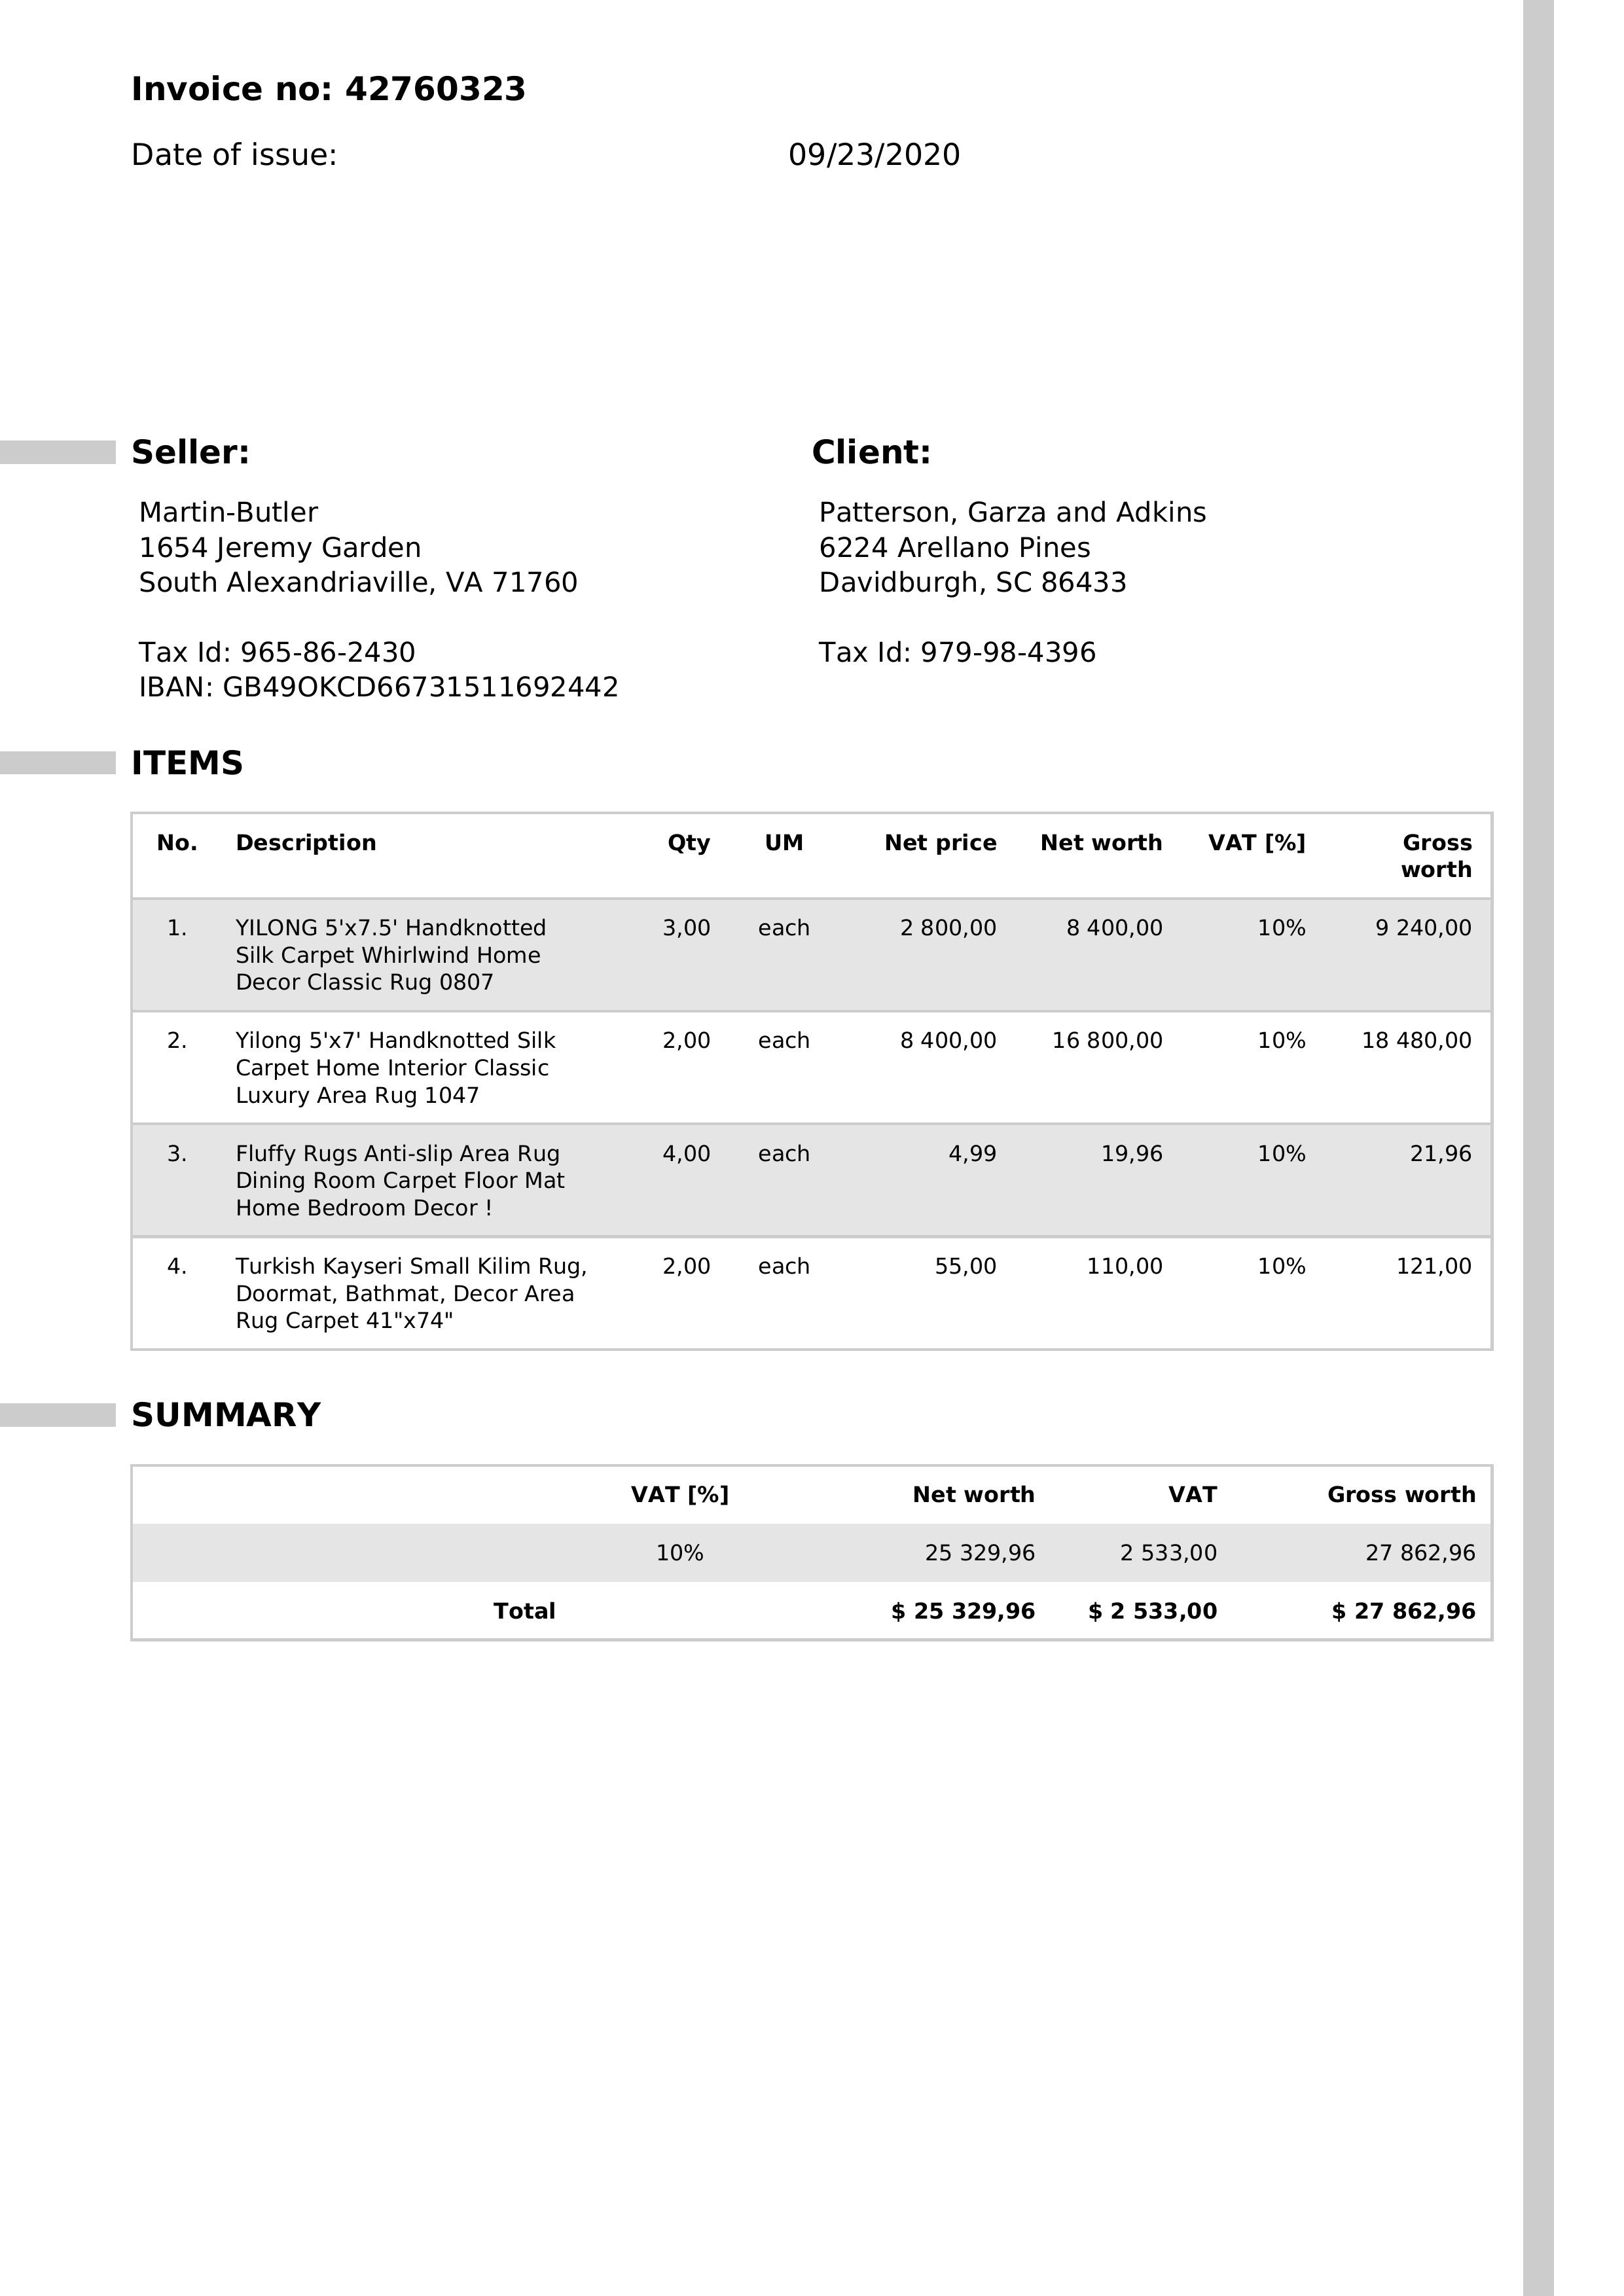 Invoice no: 42760323
Date of issue: 09/23/2020
Seller: Client:
Martin-Butler Patterson, Garza and Adkins
1654 Jeremy Garden 6224 Arellano Pines
South Alexandriaville, VA 71760 Davidburgh, SC 86433
Tax Id: 965-86-2430 Tax Id: 979-98-4396
IBAN: GB49OKCD66731511692442
ITEMS
No. Description Qty UM Net price Net worth VAT [%] Gross
worth
1. YILONG 5'x7.5' Handknotted 3,00 each 2 800,00 8 400,00 10% 9 240,00
Silk Carpet Whirlwind Home
Decor Classic Rug 0807
2. Yilong 5'x7' Handknotted Silk 2,00 each 8 400,00 16 800,00 10% 18 480,00
Carpet Home Interior Classic
Luxury Area Rug 1047
3. Fluffy Rugs Anti-slip Area Rug 4,00 each 4,99 19,96 10% 21,96
Dining Room Carpet Floor Mat
Home Bedroom Decor !
4. Turkish Kayseri Small Kilim Rug, 2,00 each 55,00 110,00 10% 121,00
Doormat, Bathmat, Decor Area
Rug Carpet 41"x74"
SUMMARY
VAT [%] Net worth VAT Gross worth
10% 25 329,96 2 533,00 27 862,96
Total $ 25 329,96 $ 2 533,00 $ 27 862,96